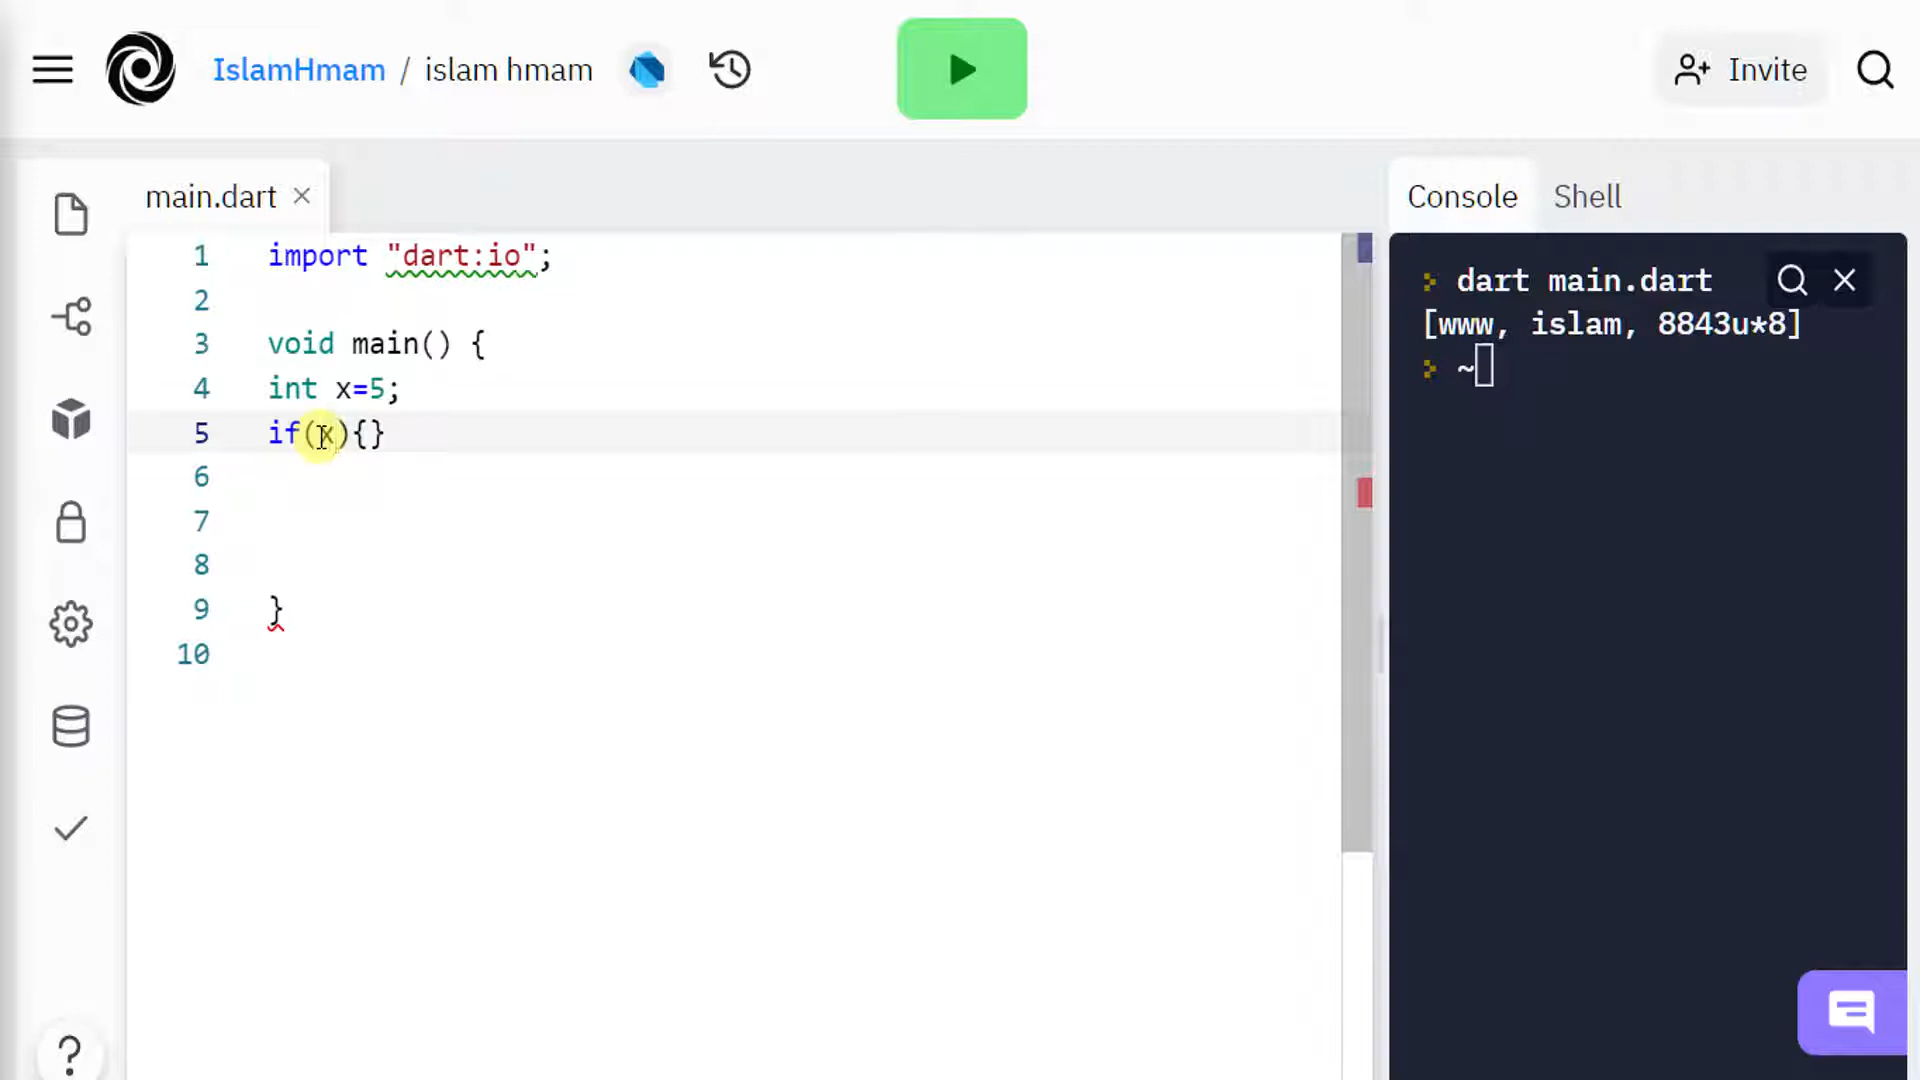 IslamHmam / islam hmam
Invite
main.dart
Console Shell
1 import "dart:io";
2
3 void main() {
4 int x=5;
5 if(x){}
6
7
8
9 }
10
dart main.dart
[www, islam, 8843u*8]
~
?